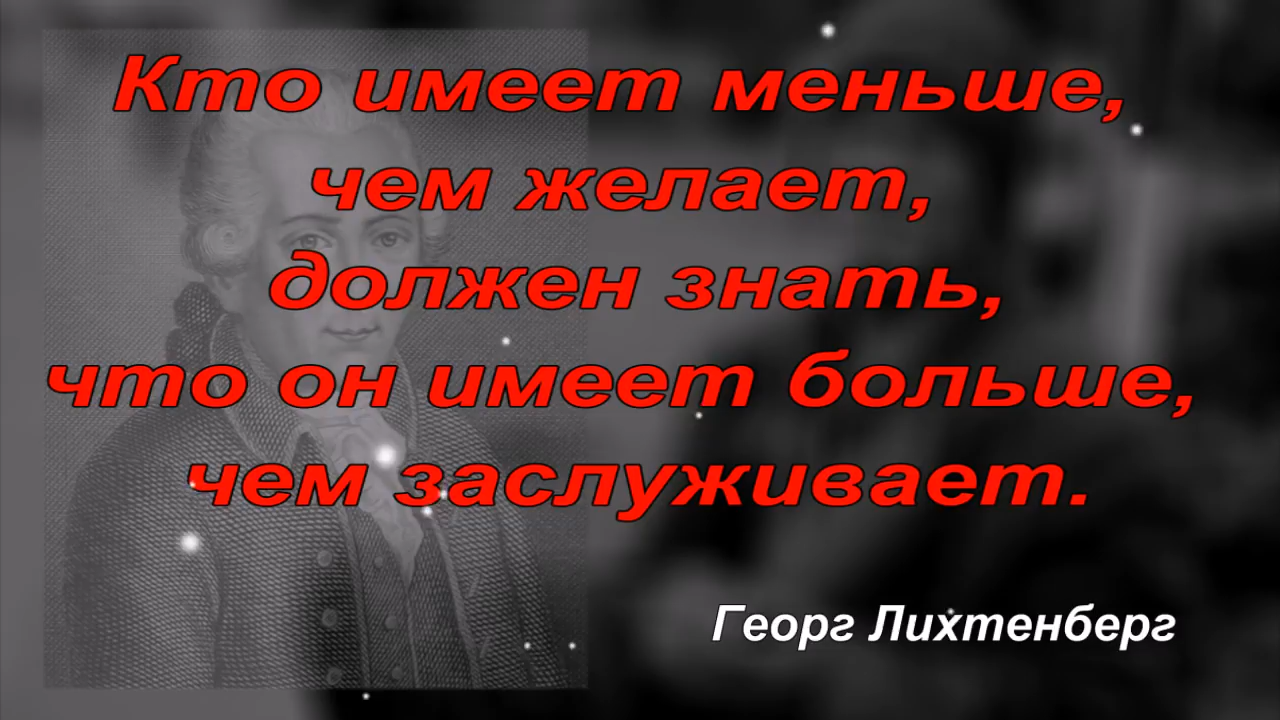 Кто имеет меньше,
чем желает,
должен знать,
что он имеет больше,
чем заслуживает.
Георг Лихтенберг